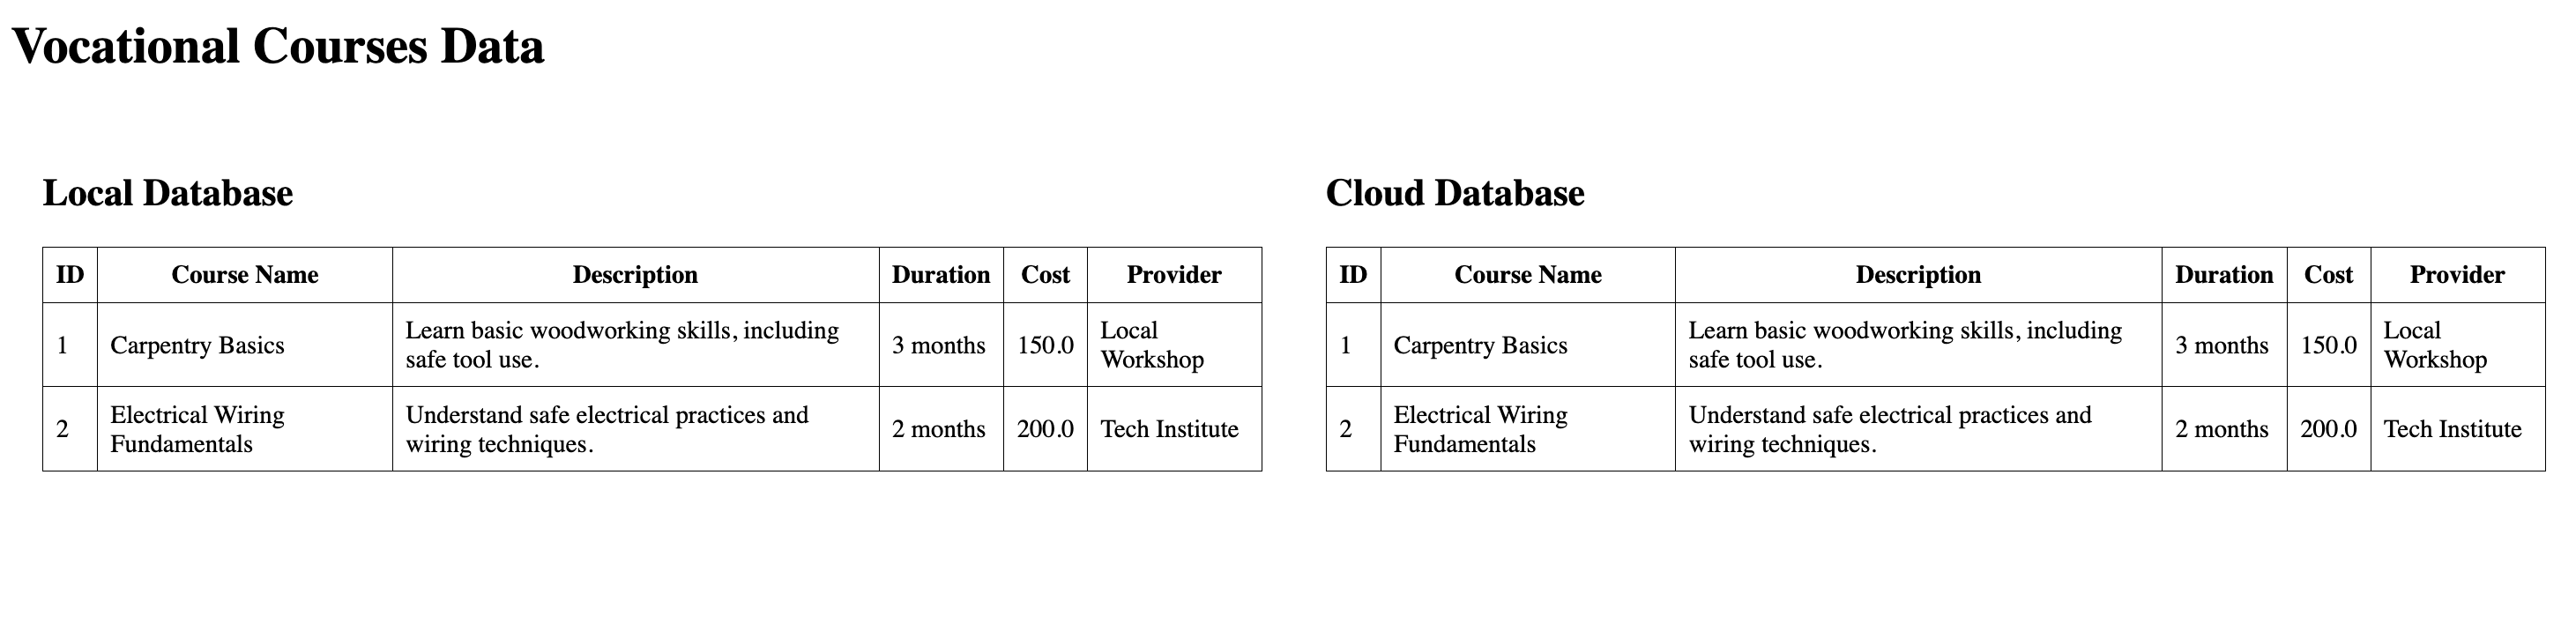 Vocational Courses Data
Local Database
ID Course Name Description Duration Cost Provider
1 Carpentry Basics Learn basic woodworking skills, including safe tool use. 3 months 150.0 Local Workshop
2 Electrical Wiring Fundamentals Understand safe electrical practices and wiring techniques. 2 months 200.0 Tech Institute
Cloud Database
ID Course Name Description Duration Cost Provider
1 Carpentry Basics Learn basic woodworking skills, including safe tool use. 3 months 150.0 Local Workshop
2 Electrical Wiring Fundamentals Understand safe electrical practices and wiring techniques. 2 months 200.0 Tech Institute